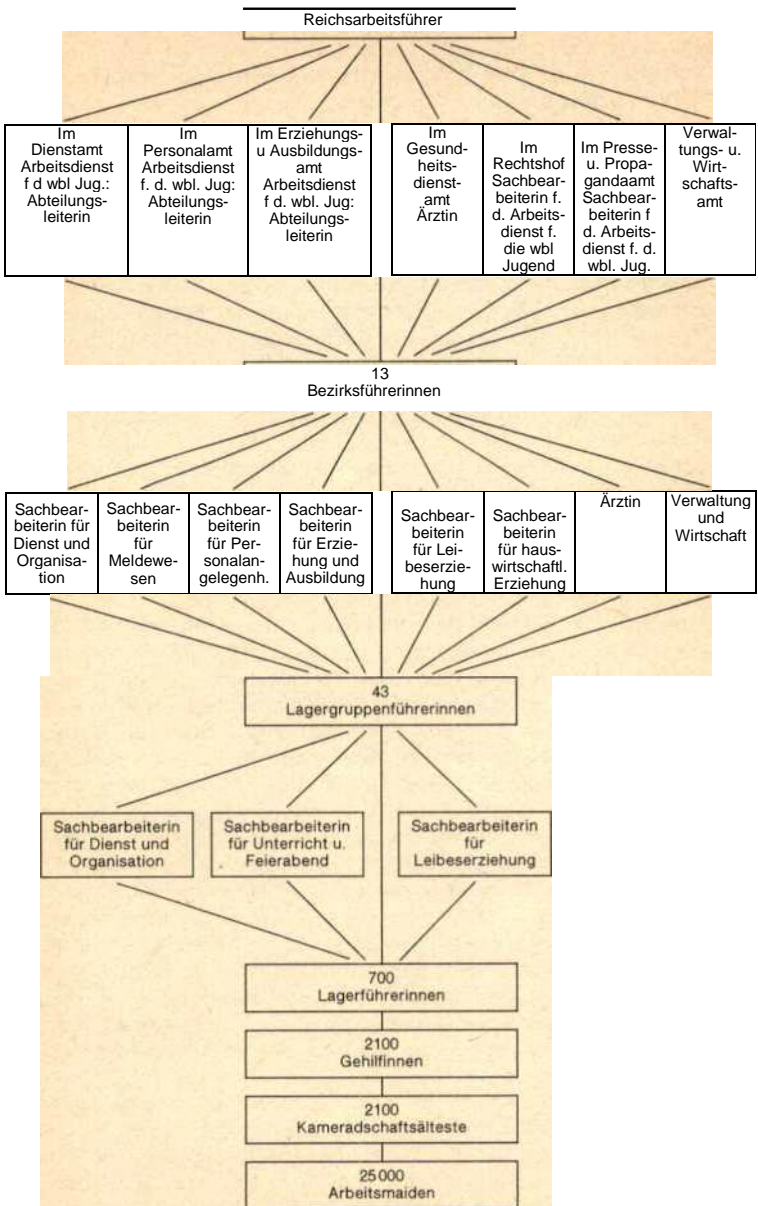 Reichsarbeitsführer
Im
Dienstamt
Arbeitsdienst
f d wbl Jug.:
Abteilungs-
leiterin
Im
Personalamt
Arbeitsdienst
f. d. wbl. Jug:
Abteilungs-
leiterin
Im Erziehungs-
u Ausbildungs-
amt
Arbeitsdienst
f d. wbl. Jug:
Abteilungs-
leiterin
Im
Gesund-
heits-
dienst-
amt
Ärztin
Im
Rechtshof
Sachbear-
beiterin f.
d. Arbeits-
dienst f.
die wbl
Jugend
Im Presse-
u. Propa-
gandaamt
Sachbear-
beiterin f
d. Arbeits-
dienst f. d.
wbl. Jug.
Verwal-
tungs- u.
Wirt-
schafts-
amt
13
Bezirksführerinnen
Sachbear-
beiterin für
Dienst und
Organisa-
tion
Sachbear-
beiterin
für
Meldewe-
sen
Sachbear-
beiterin
für Per-
sonalan-
gelegenh.
Sachbear-
beiterin
für Erzie-
hung und
Ausbildung
Sachbear-
beiterin
für Lei-
beserzie-
hung
Sachbear-
beiterin
für haus-
wirtschaftl.
Erziehung
Ärztin
Verwaltung
und
Wirtschaft
43
Lagergruppenführerinnen
Sachbearbeiterin
für Dienst und
Organisation
Sachbearbeiterin
für Unterricht u.
Feierabend
Sachbearbeiterin
für
Leibeserziehung
700
Lagerführerinnen
2100
Gehilfinnen
2100
Kameradschaftsälteste
25000
Arbeitsmaiden